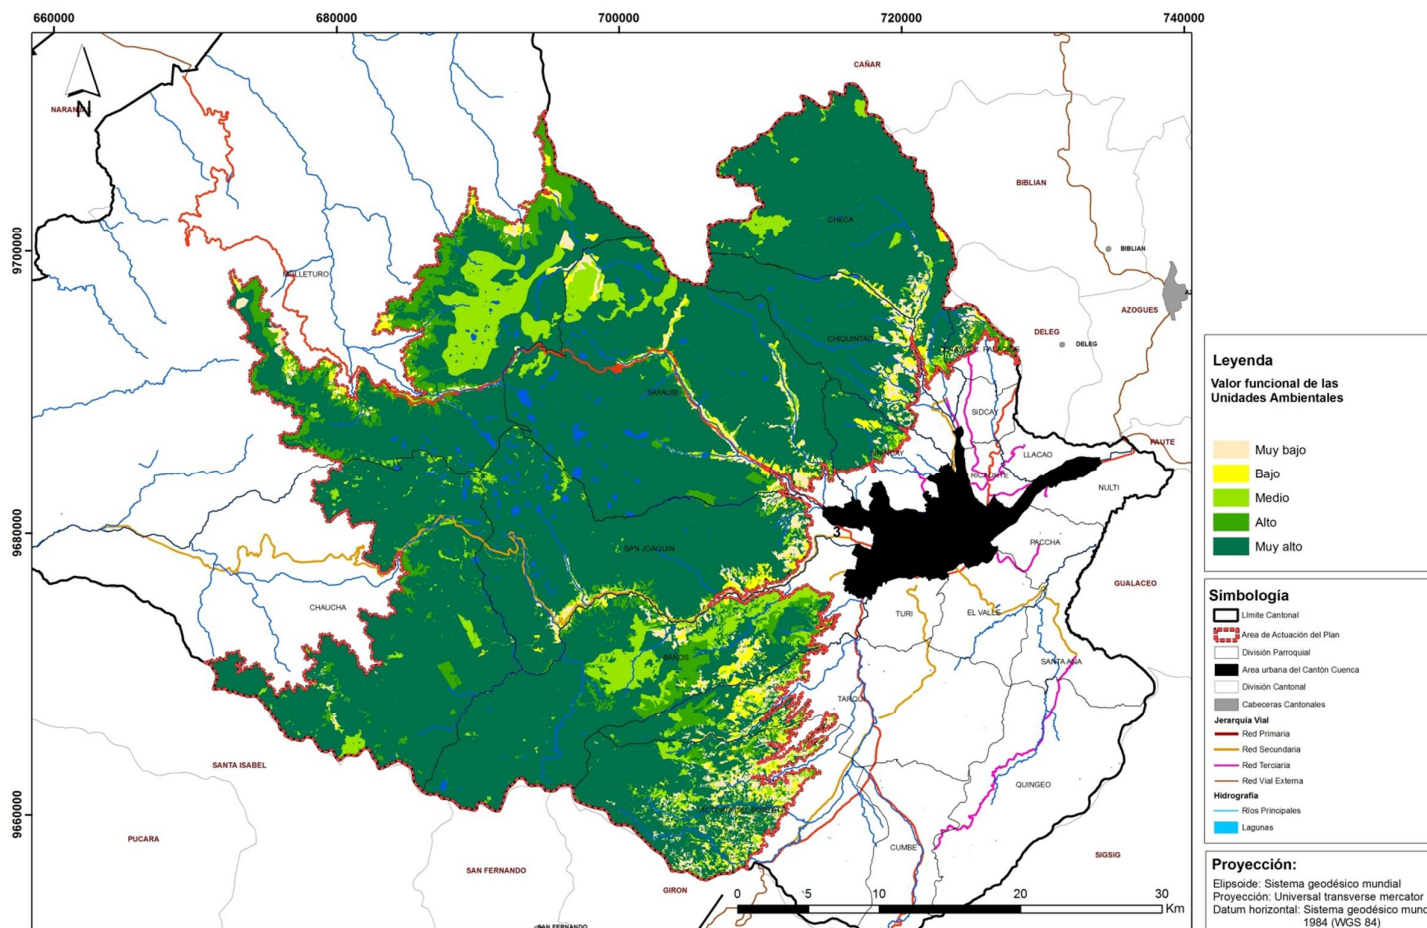 660000
680000
700000
720000
740000
CAÑAR
N
BIBLIAN
CHECA
9700000
BIBLIAN
MOLLETURO
AZOGUES
DELEG
DELEG
CHIQUINTAD
SAYAUSI
SIDCAY
PAUTE
LLACAO
NULTI
9680000
3
SAN JOAQUIN
PACCHA
GUALACEO
CHAUCHA
TURI
EL VALLE
BAÑOS
SANTA ANA
TARQUI
SANTA ISABEL
QUINGEO
9660000
PUCARA
CUMBE
SIGSIG
SAN FERNANDO
GIRON
0
5
10
20
30
Km
SAN FERNANDO
Leyenda
Valor funcional de las
Unidades Ambientales
Muy bajo
Bajo
Medio
Alto
Muy alto
Simbología
Límite Cantonal
Area de Actuación del Plan
División Parroquial
Area urbana del Cantón Cuenca
División Cantonal
Cabeceras Cantonales
Jerarquia Vial
Red Primaria
Red Secundaria
Red Terciaria
Red Vial Externa
Hidrografía
Ríos Principales
Lagunas
Proyección:
Elipsoide: Sistema geodésico mundial
Proyección: Universal transverse mercator
Datum horizontal: Sistema geodésico mun
1984 (WGS 84)